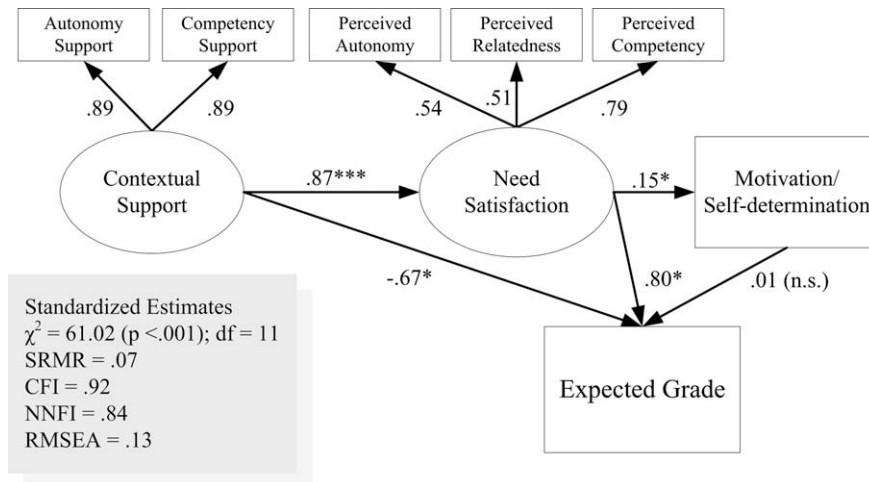 Autonomy
Support
Competency
Support
Perceived
Autonomy
Perceived
Relatedness
Perceived
Competency
.89
.89
.54
.51
.79
Contextual
Support
.87***
Need
Satisfaction
.15*
Motivation/
Self-determination
-.67*
.80*
.01 (n.s.)
Standardized Estimates
χ² = 61.02 (p <.001); df = 11
SRMR = .07
CFI = .92
NNFI = .84
RMSEA = .13
Expected Grade